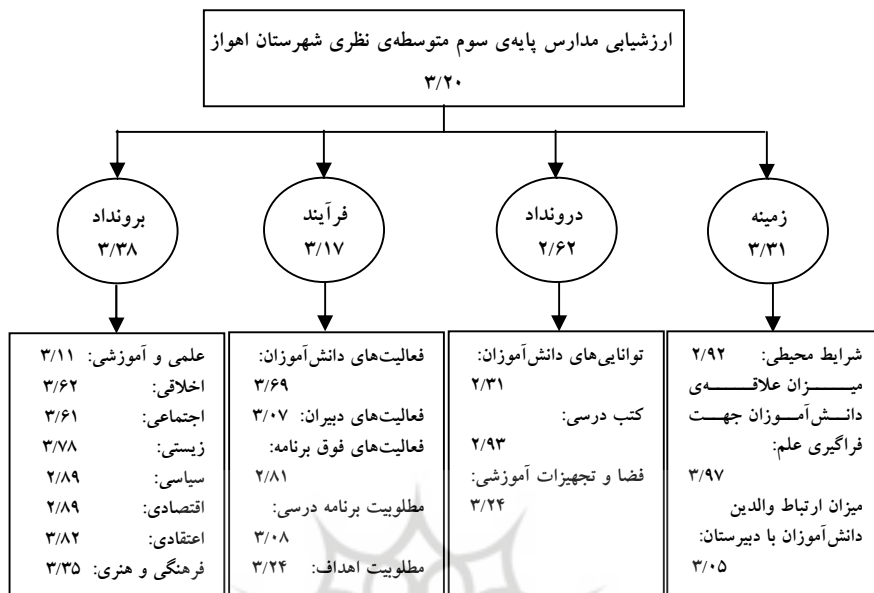 ارزشیابی مدارس پایه‌ی سوم متوسطه‌ی نظری شهرستان اهواز
۳/۲۰
زمینه
۳/۳۱
درونداد
۲/۶۲
فرآیند
۳/۱۷
برونداد
۳/۳۸
شرایط محیطی: ۲/۹۲
میـــــزان علاقـــــه‌ی
دانـــش‌آمـــوزان جهـــت
فراگیری علم:
۳/۹۷
میزان ارتباط والدین
دانش‌آموزان با دبیرستان:
۳/۰۵
توانایی‌های دانش‌آموزان:
۲/۳۱
کتب درسی:
۲/۹۳
فضا و تجهیزات آموزشی:
۳/۲۴
فعالیت‌های دانش‌آموزان:
۳/۶۹
فعالیت‌های دبیران: ۳/۰۷
فعالیت‌های فوق برنامه:
۲/۸۱
مطلوبیت برنامه درسی:
۳/۰۸
مطلوبیت اهداف: ۳/۲۴
علمی و آموزشی: ۳/۱۱
اخلاقی: ۳/۶۲
اجتماعی: ۳/۶۱
زیستی: ۳/۷۸
سیاسی: ۲/۸۹
اقتصادی: ۲/۸۹
اعتقادی: ۳/۸۲
فرهنگی و هنری: ۳/۳۵